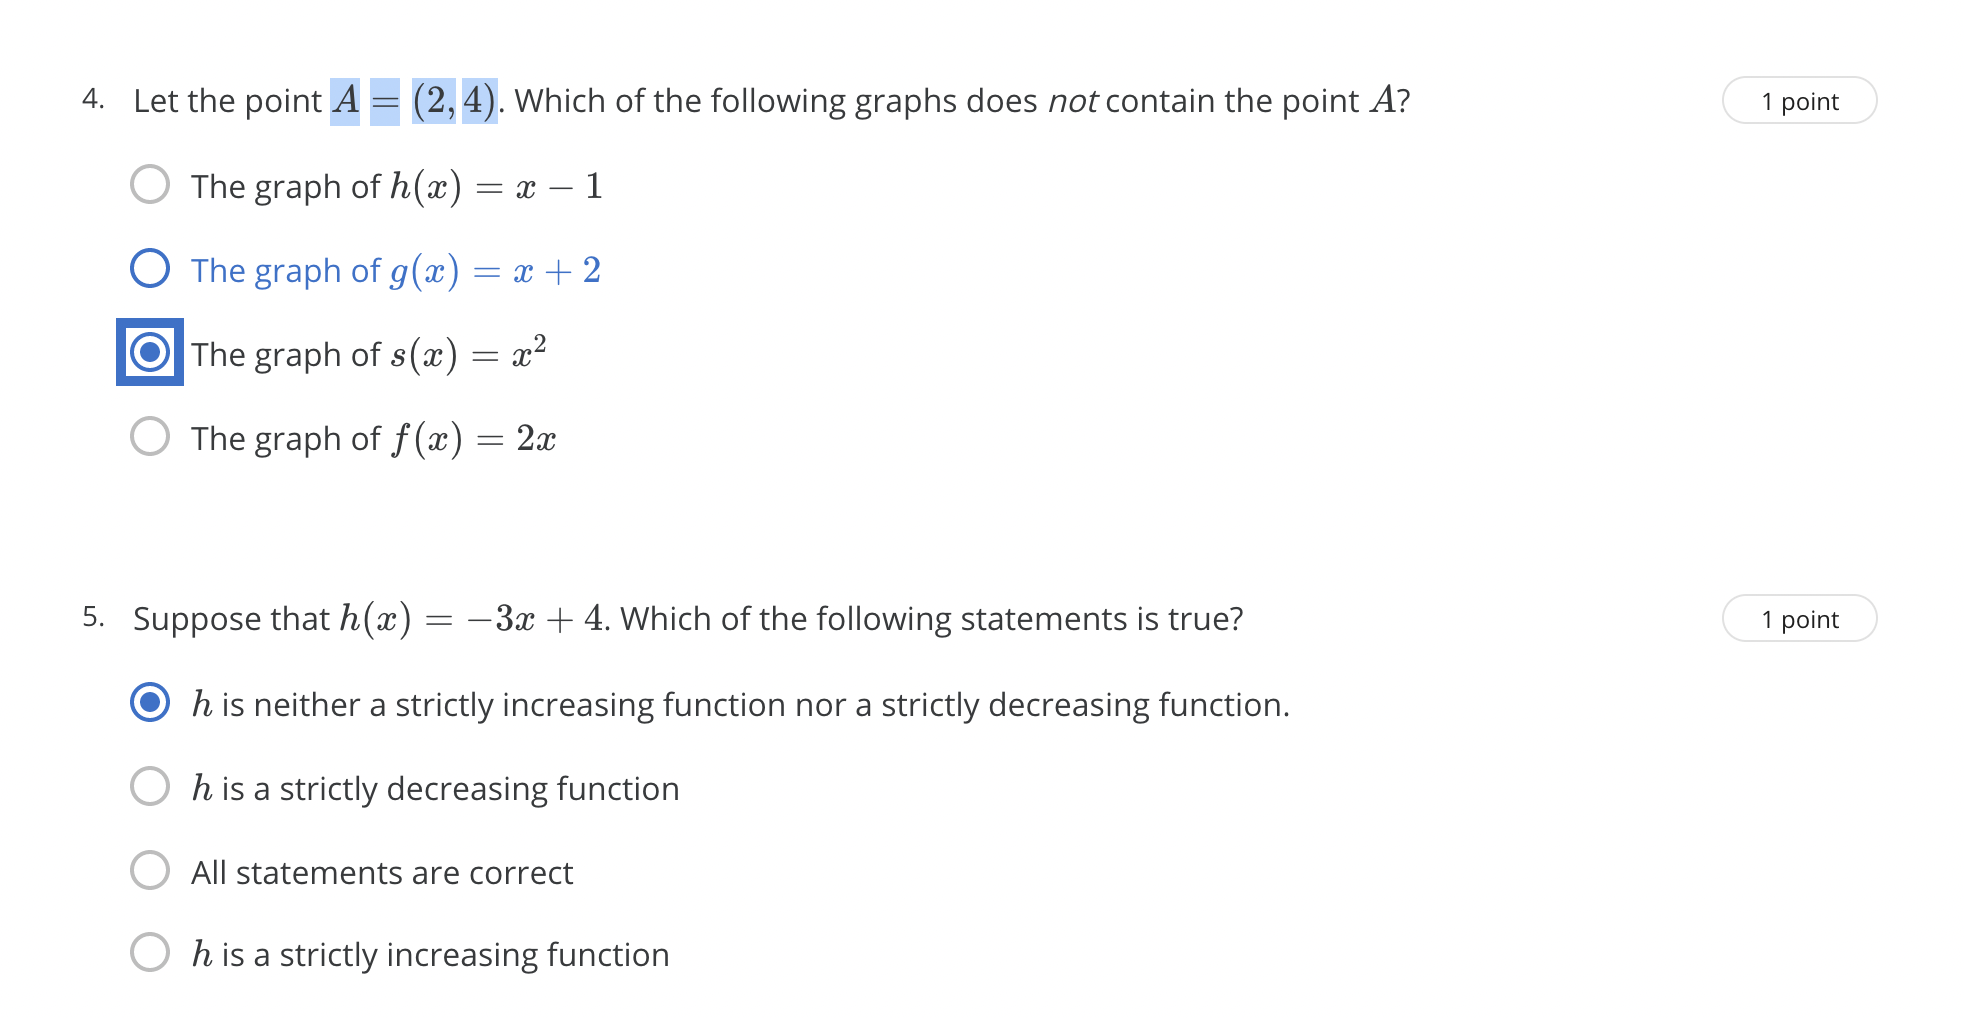 4. Let the point A = (2, 4). Which of the following graphs does not contain the point A? 1 point
The graph of h(x) = x − 1
The graph of g(x) = x + 2
The graph of s(x) = x²
The graph of f(x) = 2x
5. Suppose that h(x) = −3x + 4. Which of the following statements is true? 1 point
h is neither a strictly increasing function nor a strictly decreasing function.
h is a strictly decreasing function
All statements are correct
h is a strictly increasing function